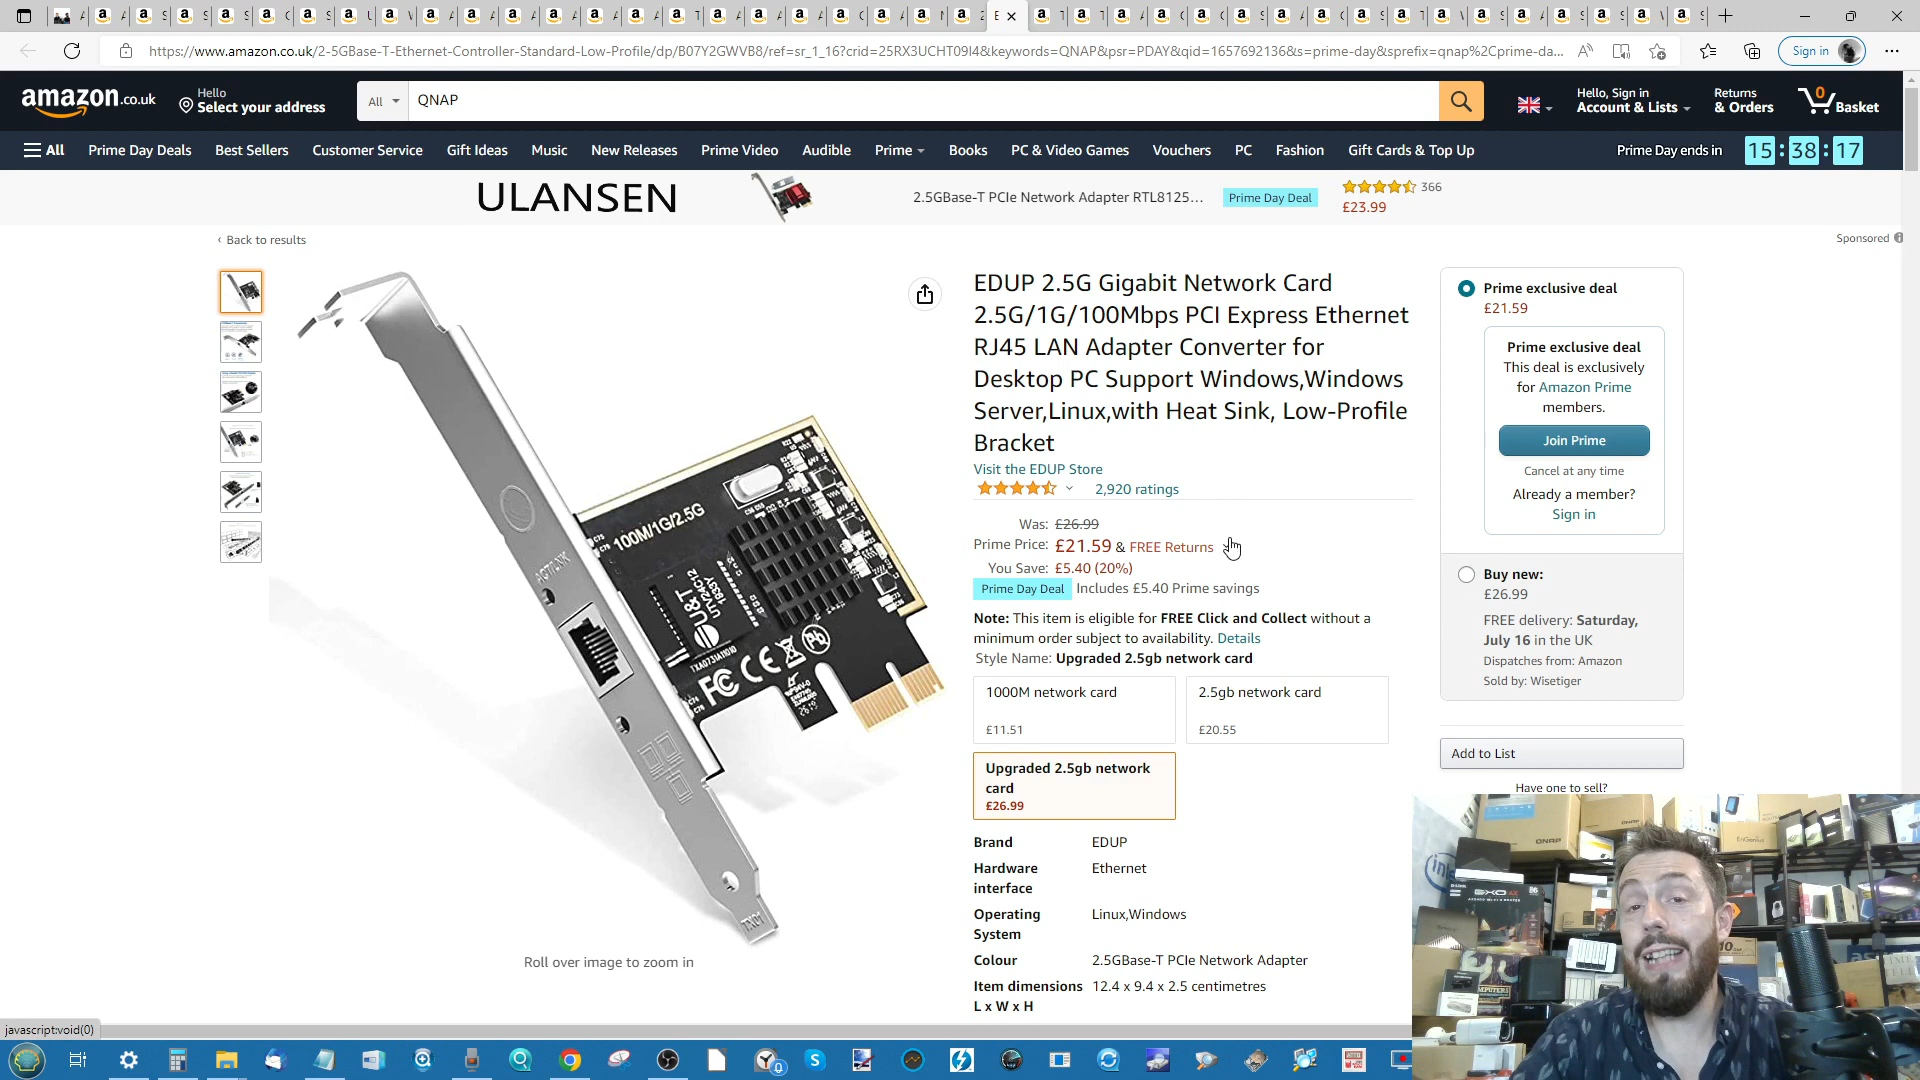 https://www.amazon.co.uk/2-5GBase-T-Ethernet-Controller-Standard-Low-Profile/dp/B07Y2GWVB8/ref=sr_1_16?crid=25RX3UCHT09I4&keywords=QNAP&psr=PDAY&qid=1657692136&s=prime-day&sprefix=qnap%2Cprime-da...
Sign in
amazon.co.uk
Hello
Select your address
All
QNAP
Hello, Sign in
Account & Lists
Returns
& Orders
0
Basket
All
Prime Day Deals
Best Sellers
Customer Service
Gift Ideas
Music
New Releases
Prime Video
Audible
Prime
Books
PC & Video Games
Vouchers
PC
Fashion
Gift Cards & Top Up
Prime Day ends in
15 : 38 : 17
ULANSEN
2.5GBase-T PCIe Network Adapter RTL8125...
Prime Day Deal
366
£23.99
‹ Back to results
Sponsored
EDUP 2.5G Gigabit Network Card
2.5G/1G/100Mbps PCI Express Ethernet
RJ45 LAN Adapter Converter for
Desktop PC Support Windows,Windows
Server,Linux,with Heat Sink, Low-Profile
Bracket
Visit the EDUP Store
2,920 ratings
Was: £26.99
Prime Price: £21.59 & FREE Returns
You Save: £5.40 (20%)
Prime Day Deal Includes £5.40 Prime savings
Note: This item is eligible for FREE Click and Collect without a
minimum order subject to availability. Details
Style Name: Upgraded 2.5gb network card
1000M network card
£11.51
2.5gb network card
£20.55
Upgraded 2.5gb network
card
£26.99
Brand EDUP
Hardware Ethernet
interface
Operating Linux,Windows
System
Colour 2.5GBase-T PCIe Network Adapter
Item dimensions 12.4 x 9.4 x 2.5 centimetres
L x W x H
Prime exclusive deal
£21.59
Prime exclusive deal
This deal is exclusively
for Amazon Prime
members.
Join Prime
Cancel at any time
Already a member?
Sign in
Buy new:
£26.99
FREE delivery: Saturday,
July 16 in the UK
Dispatches from: Amazon
Sold by: Wisetiger
Add to List
Have one to sell?
100M/1G/2.5G
ACT/LINK
U&T
UM24C12
1833Y
TXA073IA11010
FC CE
TX01
Roll over image to zoom in
javascript:void(0)
intel
QNAP
EnGenius
EXO AX